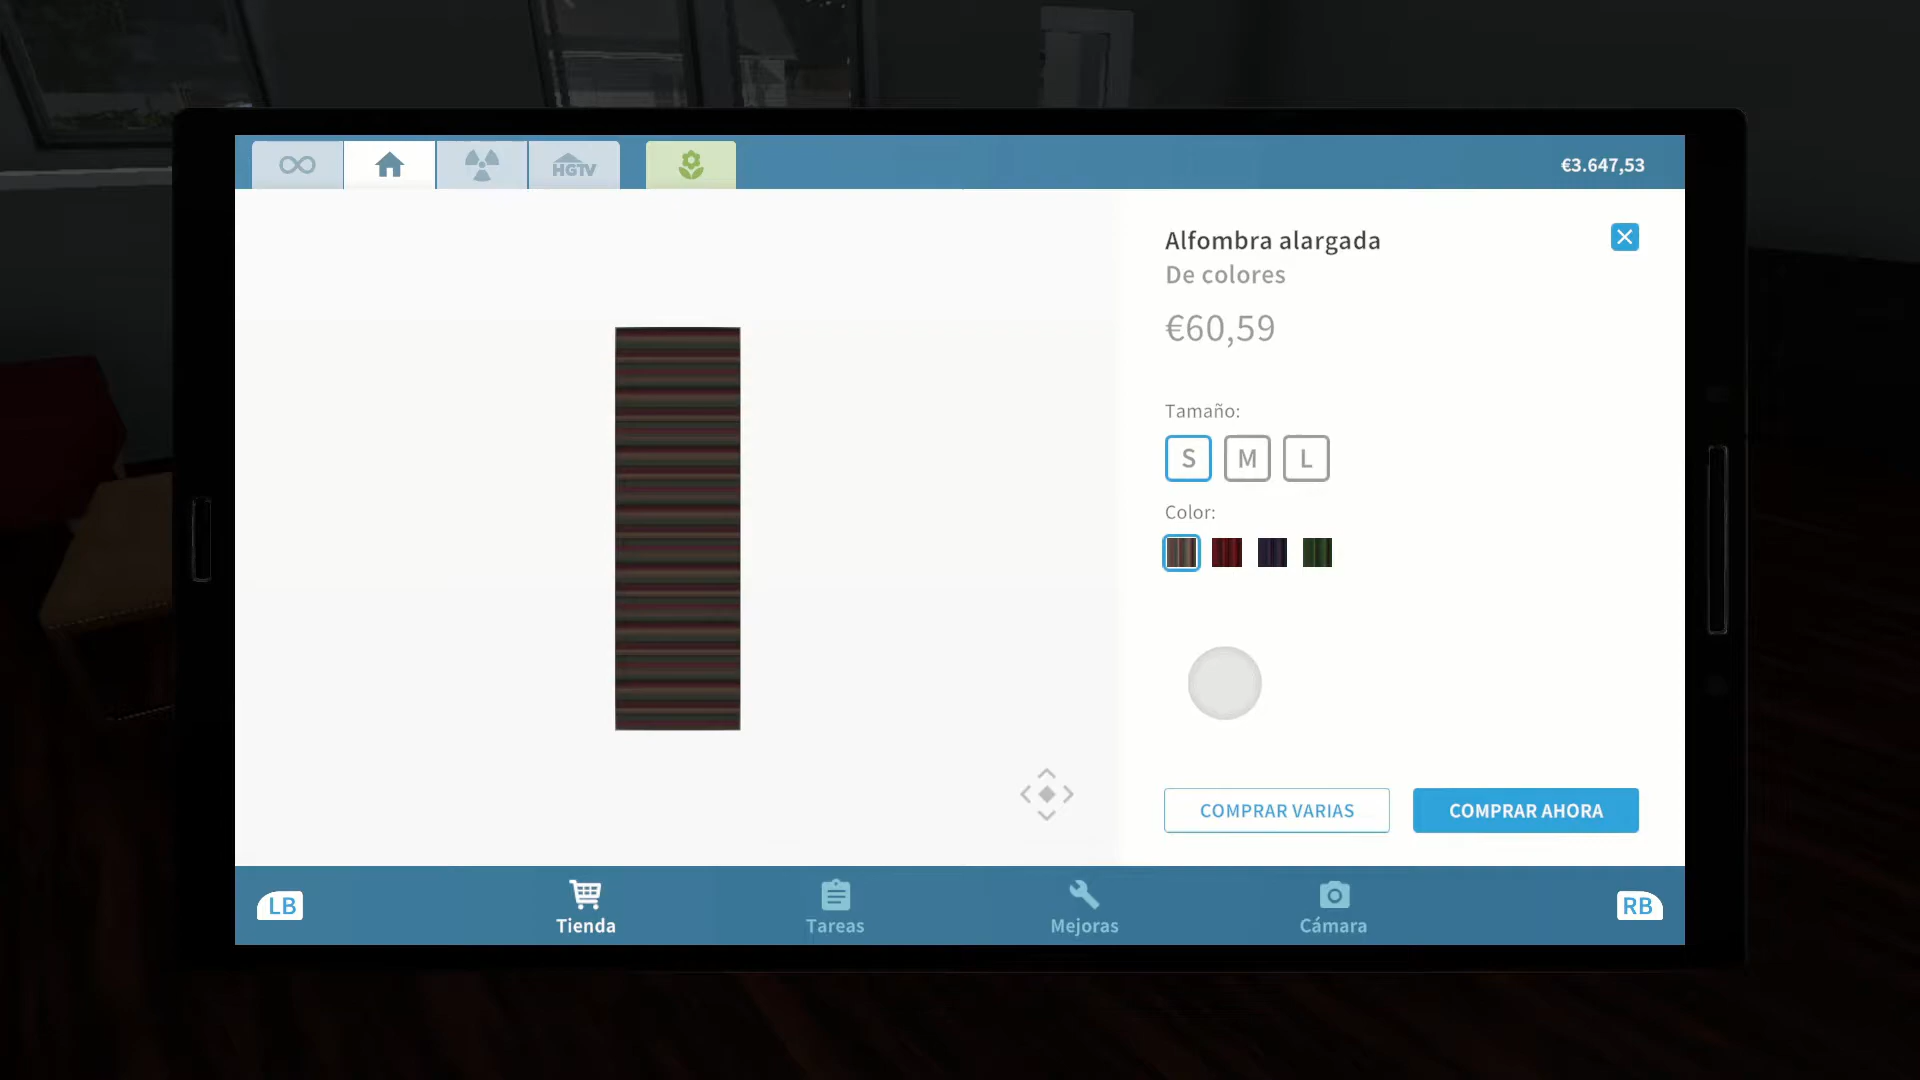 HGTV
€3.647,53
Alfombra alargada
De colores
€60,59
Tamaño:
S M L
Color:
COMPRAR VARIAS
COMPRAR AHORA
LB
Tienda
Tareas
Mejoras
Cámara
RB